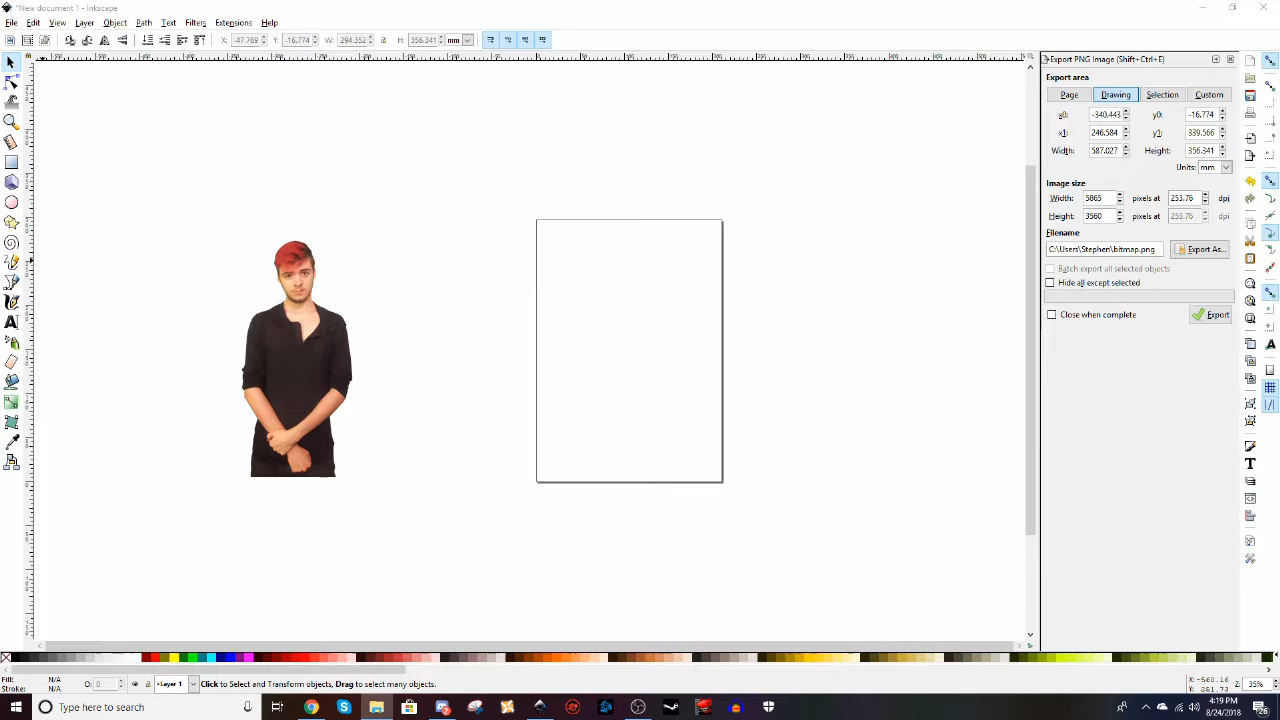 *New document 1 - Inkscape
File Edit View Layer Object Path Text Filters Extensions Help
X: -47.769 Y: -16.774 W: 294.352 H: 356.341 mm
Export PNG Image (Shift+Ctrl+E)
Export area
Page Drawing Selection Custom
x0: -340.443 y0: -16.774
x1: 246.584 y1: 339.566
Width: 587.027 Height: 356.341
Units: mm
Image size
Width: 5865 pixels at 253.76 dpi
Height: 3560 pixels at 253.76 dpi
Filename
C:\Users\Stephen\bitmap.png Export As...
Batch export all selected objects
Hide all except selected
Close when complete Export
Fill: N/A
Stroke: N/A
O: 0
Layer 1
Click to Select and Transform objects, Drag to select many objects.
X: -560.16
Y: 261.73
Z: 35%
Type here to search
4:19 PM
8/24/2018
26